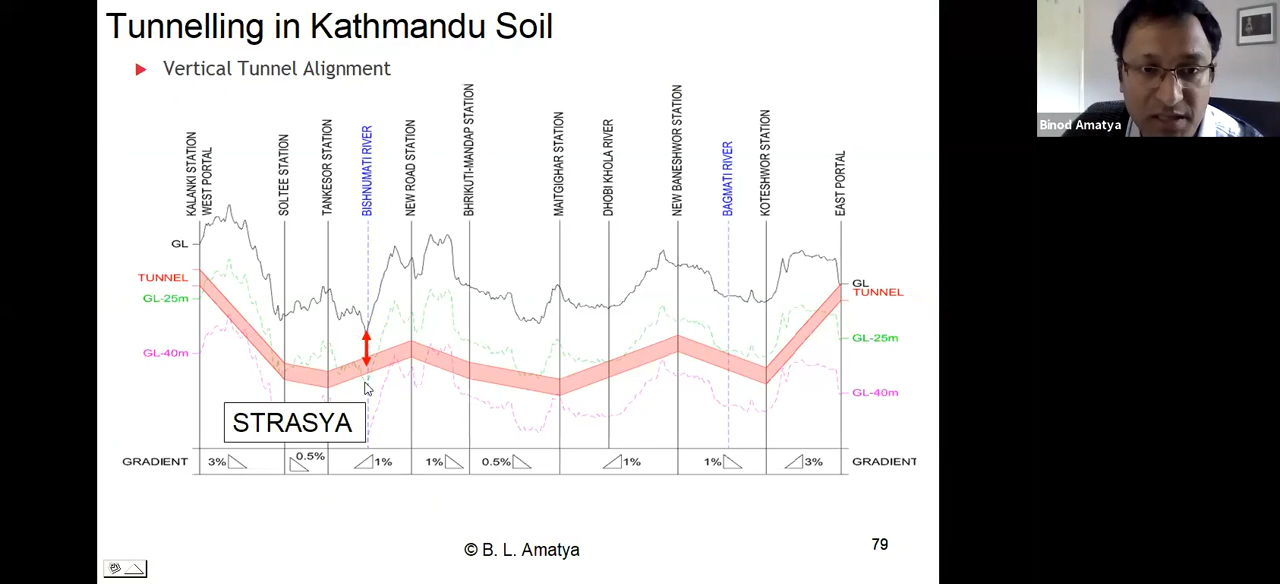 Tunnelling in Kathmandu Soil
Vertical Tunnel Alignment
Binod Amatya
KALANKI STATION
WEST PORTAL
SOLTEE STATION
TANKESOR STATION
BISHNUMATI RIVER
NEW ROAD STATION
BHRIKUTI-MANDAP STATION
MAITGIGHAR STATION
DHOBI KHOLA RIVER
NEW BANESHWOR STATION
BAGMATI RIVER
KOTESHWOR STATION
EAST PORTAL
GL
TUNNEL
GL-25m
GL-40m
GL
TUNNEL
GL-25m
GL-40m
STRASYA
GRADIENT 3% 0.5% 1% 1% 0.5% 1% 1% 3% GRADIENT
© B. L. Amatya
79